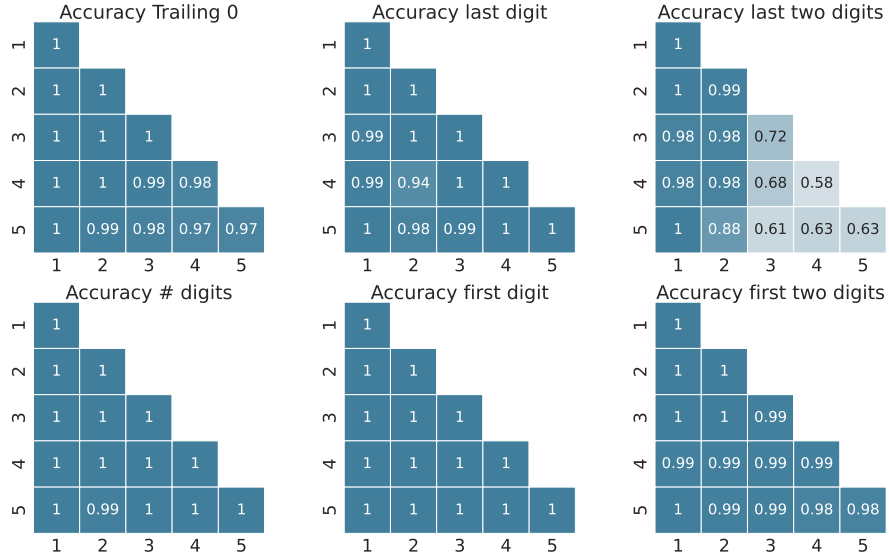 Accuracy Trailing 0
1 1
2 1 1
3 1 1 1
4 1 1 0.99 0.98
5 1 0.99 0.98 0.97 0.97
1 2 3 4 5
Accuracy last digit
1 1
2 1 1
3 0.99 1 1
4 0.99 0.94 1 1
5 1 0.98 0.99 1 1
1 2 3 4 5
Accuracy last two digits
1
1 0.99
0.98 0.98 0.72
0.98 0.98 0.68 0.58
1 0.88 0.61 0.63 0.63
1 2 3 4 5
Accuracy # digits
1 1
2 1 1
3 1 1 1
4 1 1 1 1
5 1 0.99 1 1 1
1 2 3 4 5
Accuracy first digit
1 1
2 1 1
3 1 1 1
4 1 1 1 1
5 1 1 1 1 1
1 2 3 4 5
Accuracy first two digits
1 1
2 1 1
3 1 1 0.99
4 0.99 0.99 0.99 0.99
5 1 0.99 0.99 0.98 0.98
1 2 3 4 5